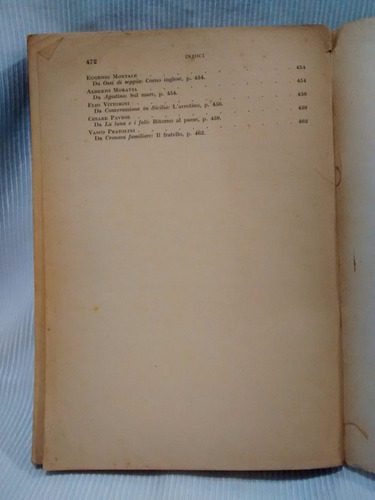 472 INDICI
EUGENIO MONTALE . . . . . . . . 454
Da Ossi di seppia: Corno inglese, p. 454.
ALBERTO MORAVIA . . . . . . . . 454
Da Agostino: Sul mare, p. 454.
ELIO VITTORINI . . . . . . . . 456
Da Conversazione in Sicilia: L'arrotino, p. 456.
CESARE PAVESE . . . . . . . . 459
Da La luna e i falò: Ritorno al paese, p. 459.
VASCO PRATOLINI . . . . . . . . 462
Da Cronaca familiare: Il fratello, p. 462.